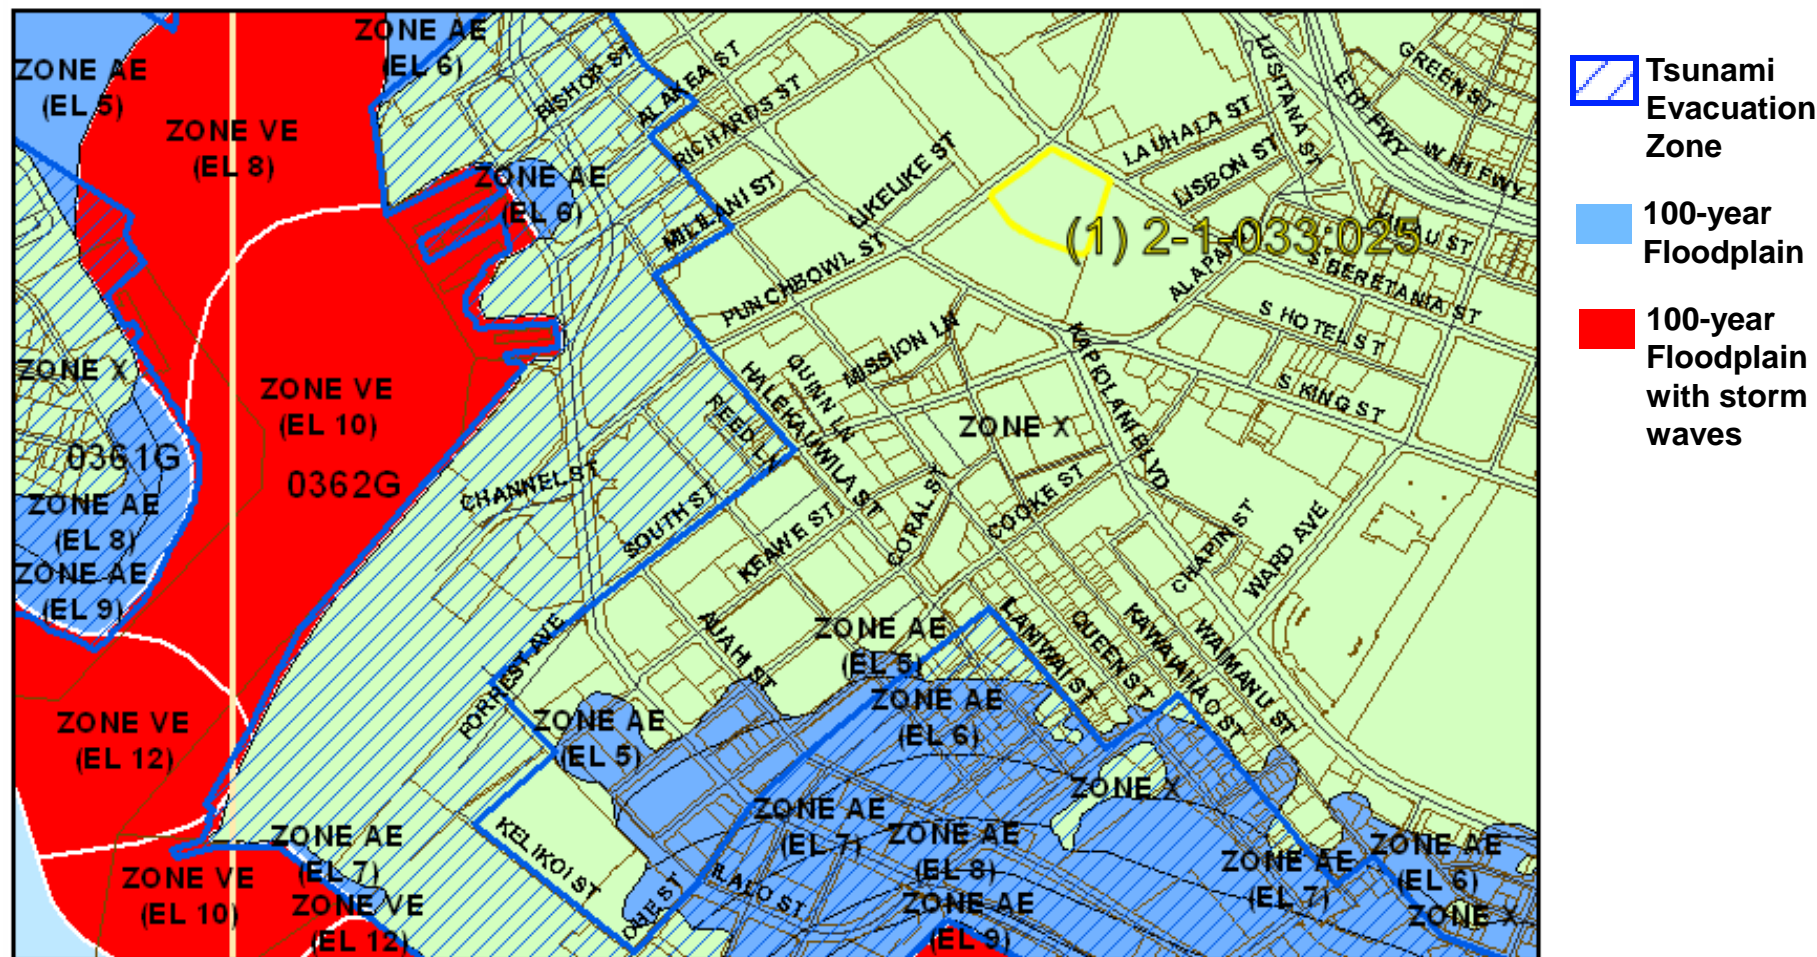 ZONE AE
(EL 5)
ZONE VE
(EL 8)
ZONE AE
(EL 6)
BISHOP ST
ALAKEA ST
RICHARDS ST
MILILANI ST
LIKELIKE ST
PUNCHBOWL ST
ZONE AE
(EL 6)
LAUHALA ST
LISBON ST
LUSITANA ST
E LH FWY
GREEN ST
W HI FWY
(1) 2-1-033:025
S BERETANIA ST
S HOTEL ST
S KING ST
KAPIOLANI BLVD
MISSION LN
QUINN LN
HALEKAUWILA ST
REED LN
ZONE X
ZONE X
ZONE VE
(EL 10)
0361G
0362G
CHANNEL ST
SOUTH ST
KEAWE ST
CORAL ST
COOKE ST
CHAPIN ST
WARD AVE
ZONE AE
(EL 8)
ZONE AE
(EL 9)
FORREST AVE
AUAHI ST
ZONE AE
(EL 5)
LANIWAI ST
QUEEN ST
KAWAIAHAO ST
WAIMANU ST
ZONE VE
(EL 12)
ZONE AE
(EL 5)
ZONE AE
(EL 6)
ZONE X
ZONE AE
(EL 7)
ZONE AE
(EL 8)
ZONE AE
(EL 7)
ZONE AE
(EL 6)
ZONE X
KELIKOI ST
OHE ST
ILALO ST
ZONE AE
(EL 7)
ZONE VE
(EL 10)
ZONE VE
(EL 12)
ZONE AE
(EL 9)
Tsunami
Evacuation
Zone
100-year
Floodplain
100-year
Floodplain
with storm
waves